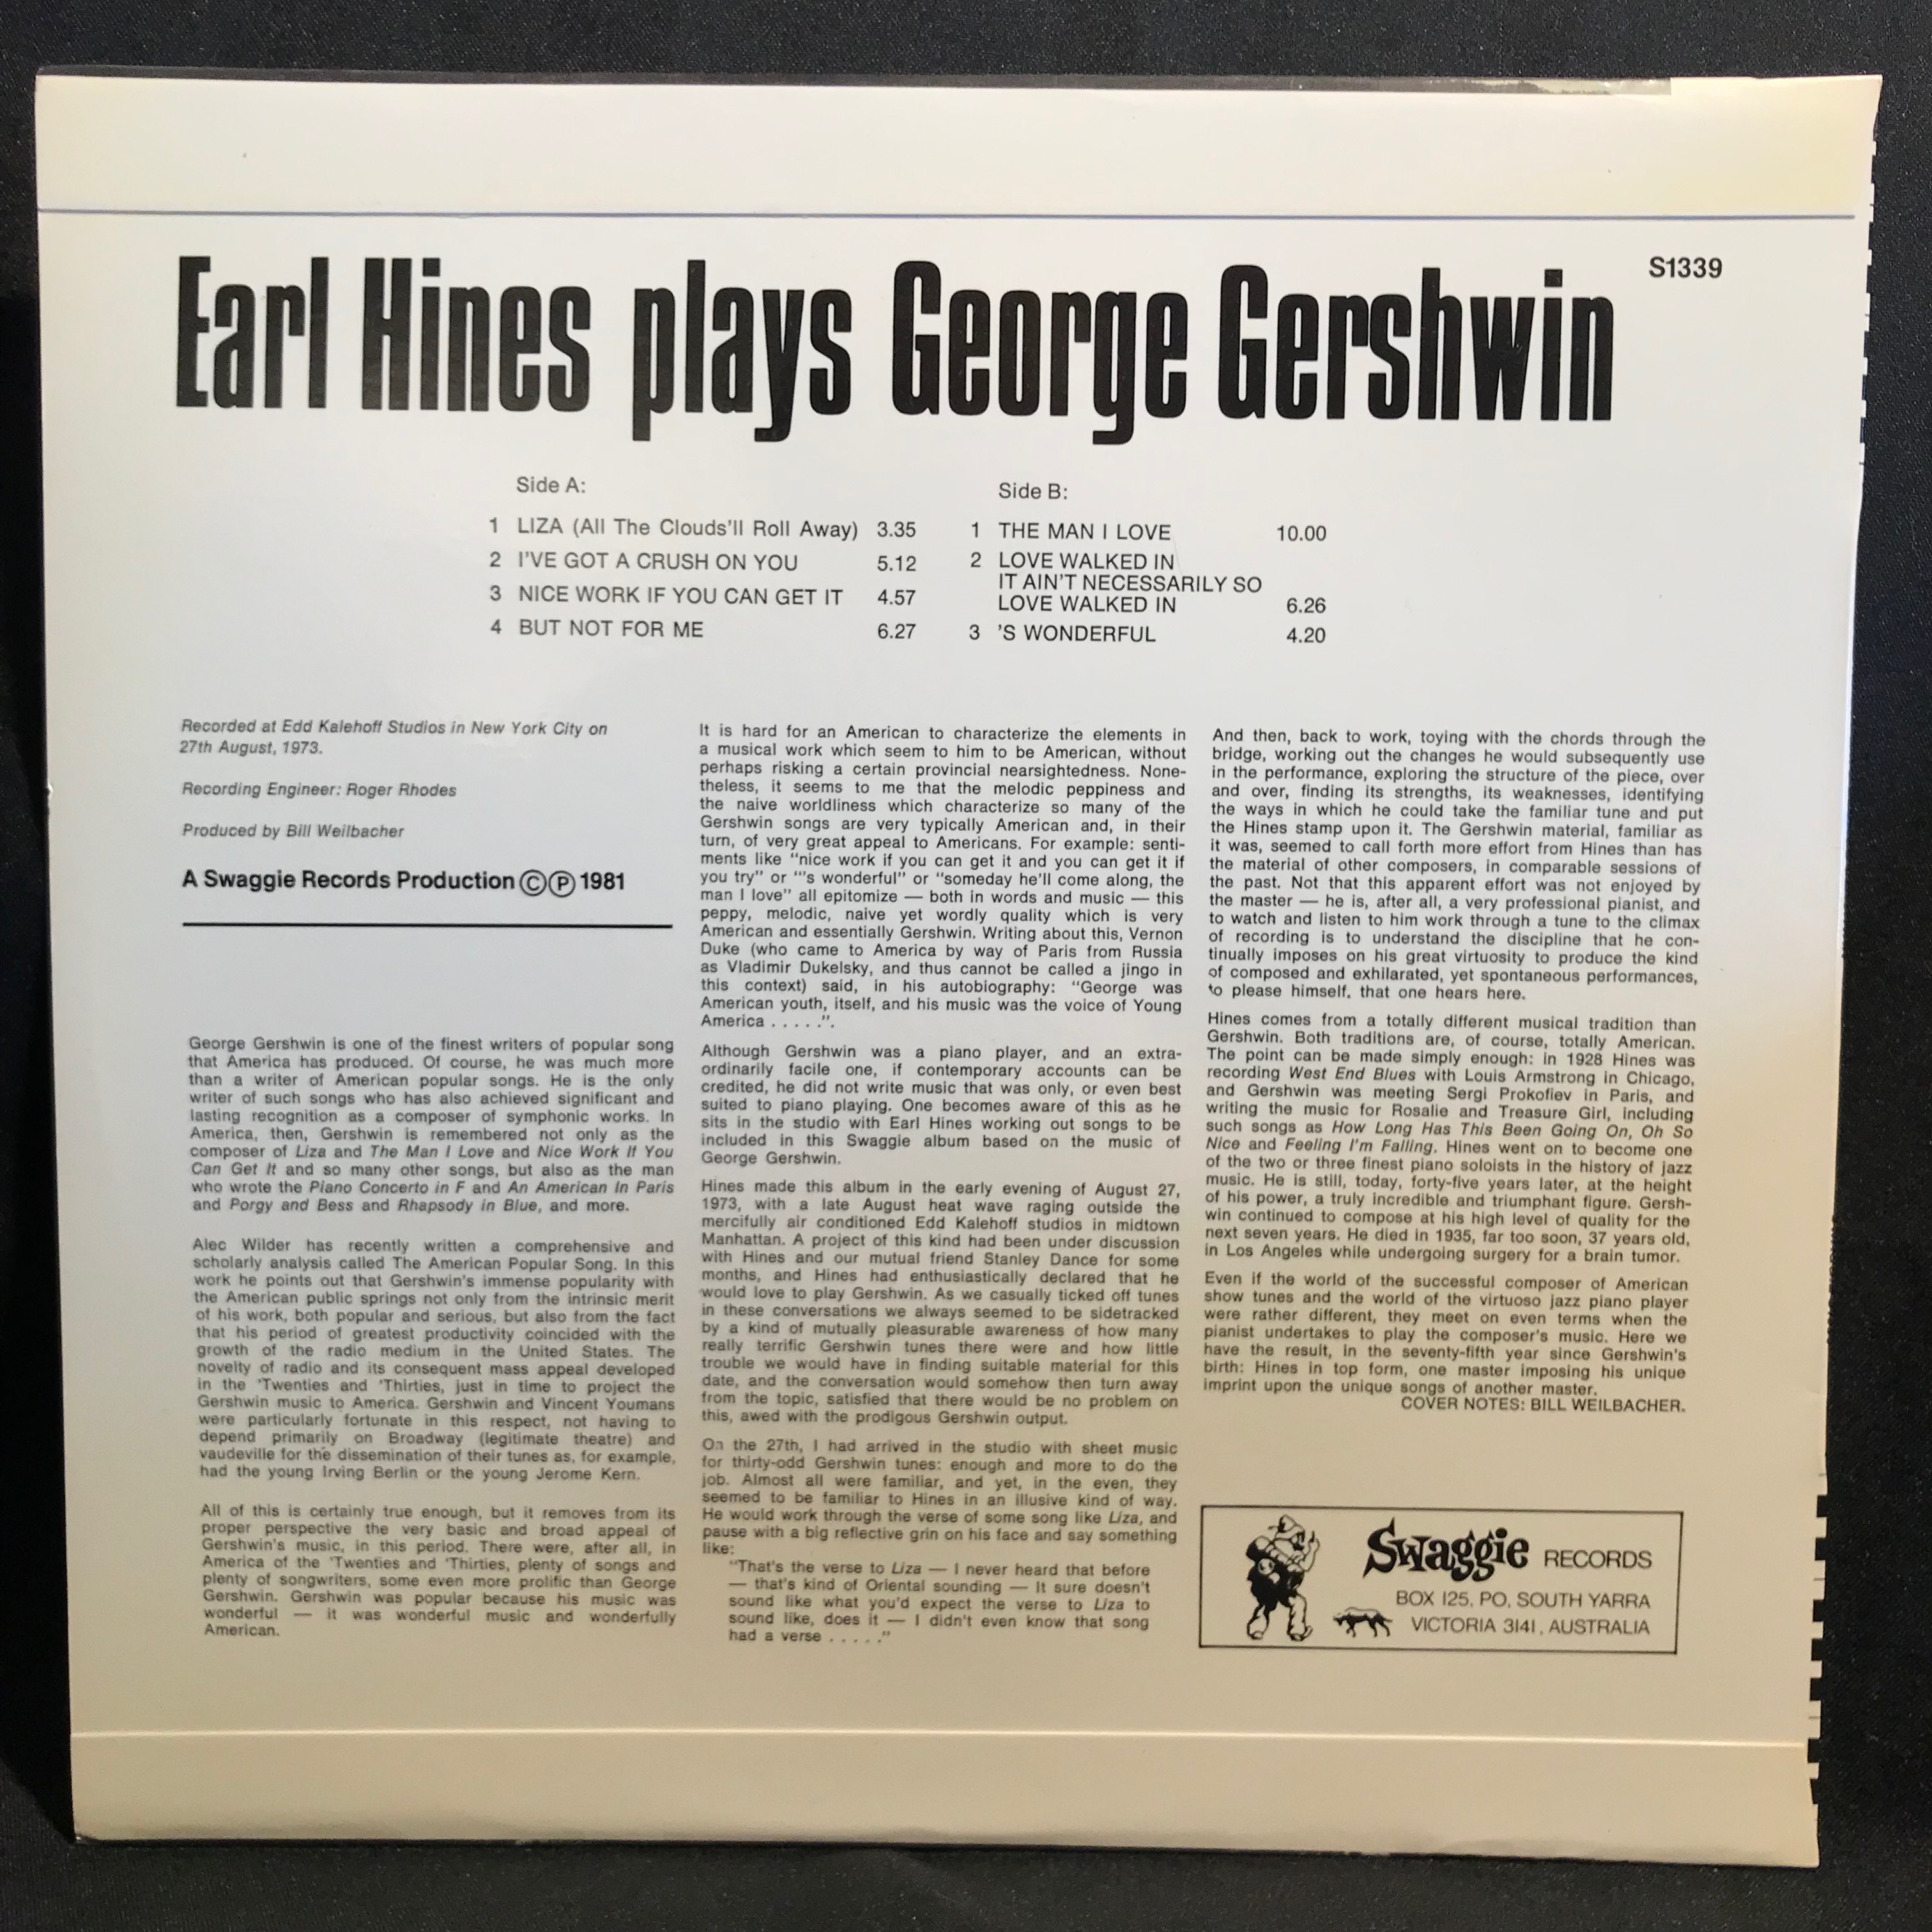 Earl Hines plays George Gershwin
S1339
Side A:
1 LIZA (All The Clouds'll Roll Away) 3.35
2 I'VE GOT A CRUSH ON YOU 5.12
3 NICE WORK IF YOU CAN GET IT 4.57
4 BUT NOT FOR ME 6.27
Side B:
1 THE MAN I LOVE 10.00
2 LOVE WALKED IN
IT AIN'T NECESSARILY SO
LOVE WALKED IN 6.26
3 'S WONDERFUL 4.20
Recorded at Edd Kalehoff Studios in New York City on
27th August, 1973.
Recording Engineer: Roger Rhodes
Produced by Bill Weilbacher
A Swaggie Records Production ©℗ 1981
George Gershwin is one of the finest writers of popular song
that America has produced. Of course, he was much more
than a writer of American popular songs. He is the only
writer of such songs who has also achieved significant and
lasting recognition as a composer of symphonic works. In
America, then, Gershwin is remembered not only as the
composer of Liza and The Man I Love and Nice Work If You
Can Get It and so many other songs, but also as the man
who wrote the Piano Concerto in F and An American In Paris
and Porgy and Bess and Rhapsody in Blue, and more.
Alec Wilder has recently written a comprehensive and
scholarly analysis called The American Popular Song. In this
work he points out that Gershwin's immense popularity with
the American public springs not only from the intrinsic merit
of his work, both popular and serious, but also from the fact
that his period of greatest productivity coincided with the
growth of the radio medium in the United States. The
novelty of radio and its consequent mass appeal developed
in the 'Twenties and 'Thirties, just in time to project the
Gershwin music to America. Gershwin and Vincent Youmans
were particularly fortunate in this respect, not having to
depend primarily on Broadway (legitimate theatre) and
vaudeville for the dissemination of their tunes as, for example,
had the young Irving Berlin or the young Jerome Kern.
All of this is certainly true enough, but it removes from its
proper perspective the very basic and broad appeal of
Gershwin's music, in this period. There were, after all, in
America of the 'Twenties and 'Thirties, plenty of songs and
plenty of songwriters, some even more prolific than George
Gershwin. Gershwin was popular because his music was
wonderful — it was wonderful music and wonderfully
American.
It is hard for an American to characterize the elements in
a musical work which seem to him to be American, without
perhaps risking a certain provincial nearsightedness. None-
theless, it seems to me that the melodic peppiness and
the naive worldliness which characterize so many of the
Gershwin songs are very typically American and, in their
turn, of very great appeal to Americans. For example: senti-
ments like "nice work if you can get it and you can get it if
you try" or "'s wonderful" or "someday he'll come along, the
man I love" all epitomize — both in words and music — this
peppy, melodic, naive yet wordly quality which is very
American and essentially Gershwin. Writing about this, Vernon
Duke (who came to America by way of Paris from Russia
as Vladimir Dukelsky, and thus cannot be called a jingo in
this context) said, in his autobiography: "George was
American youth, itself, and his music was the voice of Young
America . . . . .".
Although Gershwin was a piano player, and an extra-
ordinarily facile one, if contemporary accounts can be
credited, he did not write music that was only, or even best
suited to piano playing. One becomes aware of this as he
sits in the studio with Earl Hines working out songs to be
included in this Swaggie album based on the music of
George Gershwin.
Hines made this album in the early evening of August 27,
1973, with a late August heat wave raging outside the
mercifully air conditioned Edd Kalehoff studios in midtown
Manhattan. A project of this kind had been under discussion
with Hines and our mutual friend Stanley Dance for some
months, and Hines had enthusiastically declared that he
would love to play Gershwin. As we casually ticked off tunes
in these conversations we always seemed to be sidetracked
by a kind of mutually pleasurable awareness of how many
really terrific Gershwin tunes there were and how little
trouble we would have in finding suitable material for this
date, and the conversation would somehow then turn away
from the topic, satisfied that there would be no problem on
this, awed with the prodigous Gershwin output.
On the 27th, I had arrived in the studio with sheet music
for thirty-odd Gershwin tunes: enough and more to do the
job. Almost all were familiar, and yet, in the even, they
seemed to be familiar to Hines in an illusive kind of way.
He would work through the verse of some song like Liza, and
pause with a big reflective grin on his face and say something
like:
"That's the verse to Liza — I never heard that before
— that's kind of Oriental sounding — It sure doesn't
sound like what you'd expect the verse to Liza to
sound like, does it — I didn't even know that song
had a verse . . . . ."
And then, back to work, toying with the chords through the
bridge, working out the changes he would subsequently use
in the performance, exploring the structure of the piece, over
and over, finding its strengths, its weaknesses, identifying
the ways in which he could take the familiar tune and put
the Hines stamp upon it. The Gershwin material, familiar as
it was, seemed to call forth more effort from Hines than has
the material of other composers, in comparable sessions of
the past. Not that this apparent effort was not enjoyed by
the master — he is, after all, a very professional pianist, and
to watch and listen to him work through a tune to the climax
of recording is to understand the discipline that he con-
tinually imposes on his great virtuosity to produce the kind
of composed and exhilarated, yet spontaneous performances,
to please himself, that one hears here.
Hines comes from a totally different musical tradition than
Gershwin. Both traditions are, of course, totally American.
The point can be made simply enough: in 1928 Hines was
recording West End Blues with Louis Armstrong in Chicago,
and Gershwin was meeting Sergi Prokofiev in Paris, and
writing the music for Rosalie and Treasure Girl, including
such songs as How Long Has This Been Going On, Oh So
Nice and Feeling I'm Falling. Hines went on to become one
of the two or three finest piano soloists in the history of jazz
music. He is still, today, forty-five years later, at the height
of his power, a truly incredible and triumphant figure. Gersh-
win continued to compose at his high level of quality for the
next seven years. He died in 1935, far too soon, 37 years old,
in Los Angeles while undergoing surgery for a brain tumor.
Even if the world of the successful composer of American
show tunes and the world of the virtuoso jazz piano player
were rather different, they meet on even terms when the
pianist undertakes to play the composer's music. Here we
have the result, in the seventy-fifth year since Gershwin's
birth: Hines in top form, one master imposing his unique
imprint upon the unique songs of another master.
COVER NOTES: BILL WEILBACHER.
Swaggie RECORDS
BOX 125, PO, SOUTH YARRA
VICTORIA 3141, AUSTRALIA